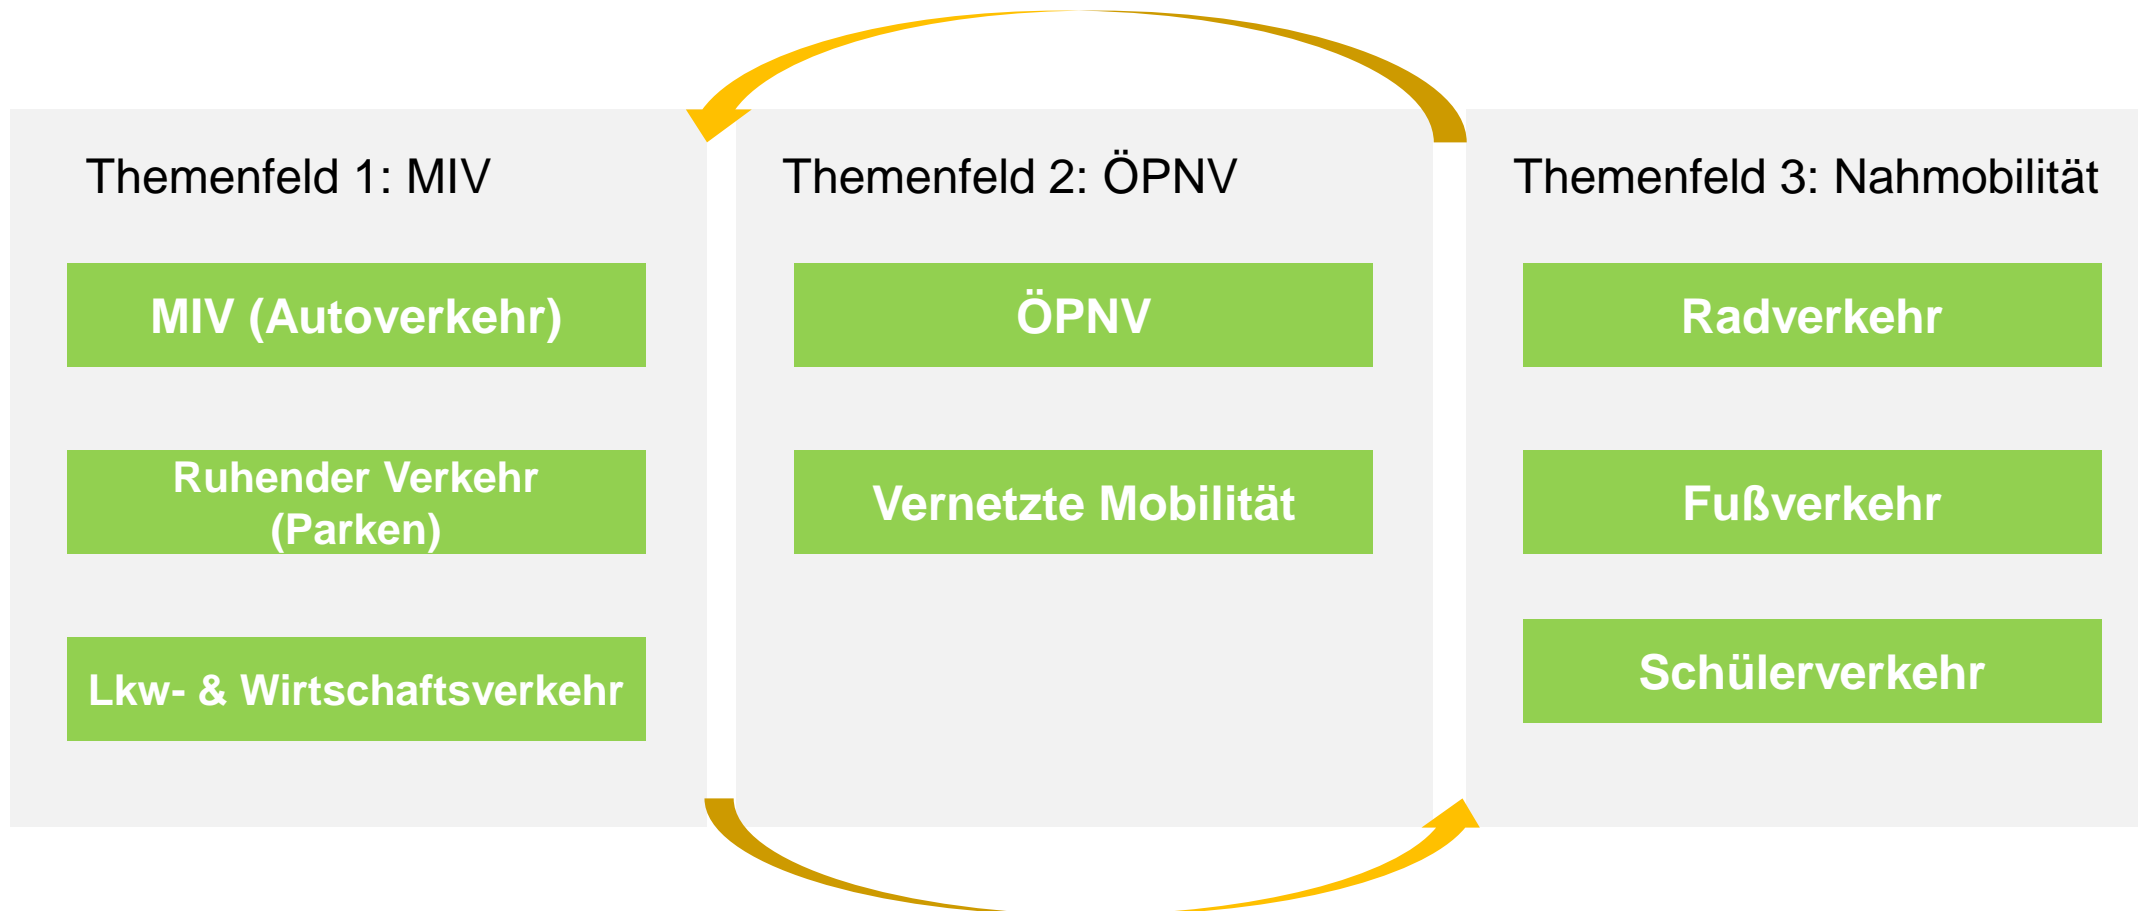 Themenfeld 1: MIV
MIV (Autoverkehr)
Ruhender Verkehr
(Parken)
Lkw- & Wirtschaftsverkehr
Themenfeld 2: ÖPNV
ÖPNV
Vernetzte Mobilität
Themenfeld 3: Nahmobilität
Radverkehr
Fußverkehr
Schülerverkehr